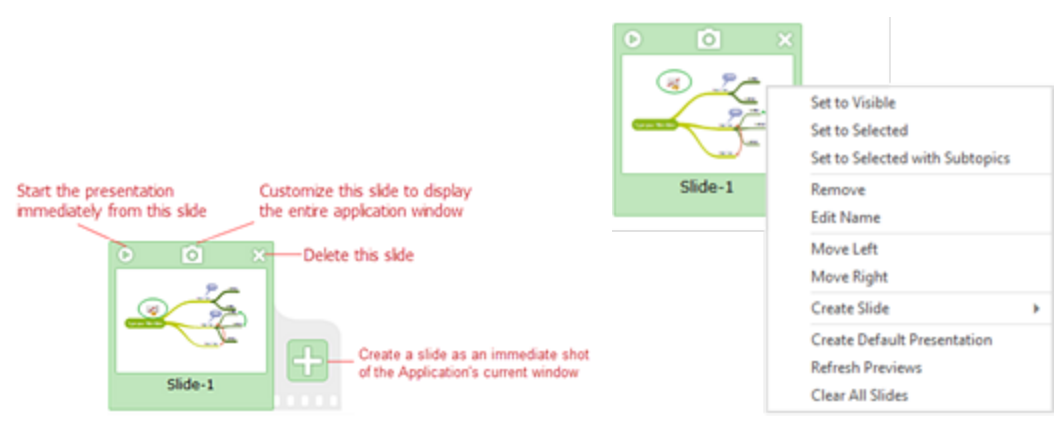 Start the presentation
immediately from this slide
Customize this slide to display
the entire application window
Delete this slide
Slide-1
Create a slide as an immediate shot
of the Application's current window
Slide-1
Set to Visible
Set to Selected
Set to Selected with Subtopics
Remove
Edit Name
Move Left
Move Right
Create Slide
Create Default Presentation
Refresh Previews
Clear All Slides